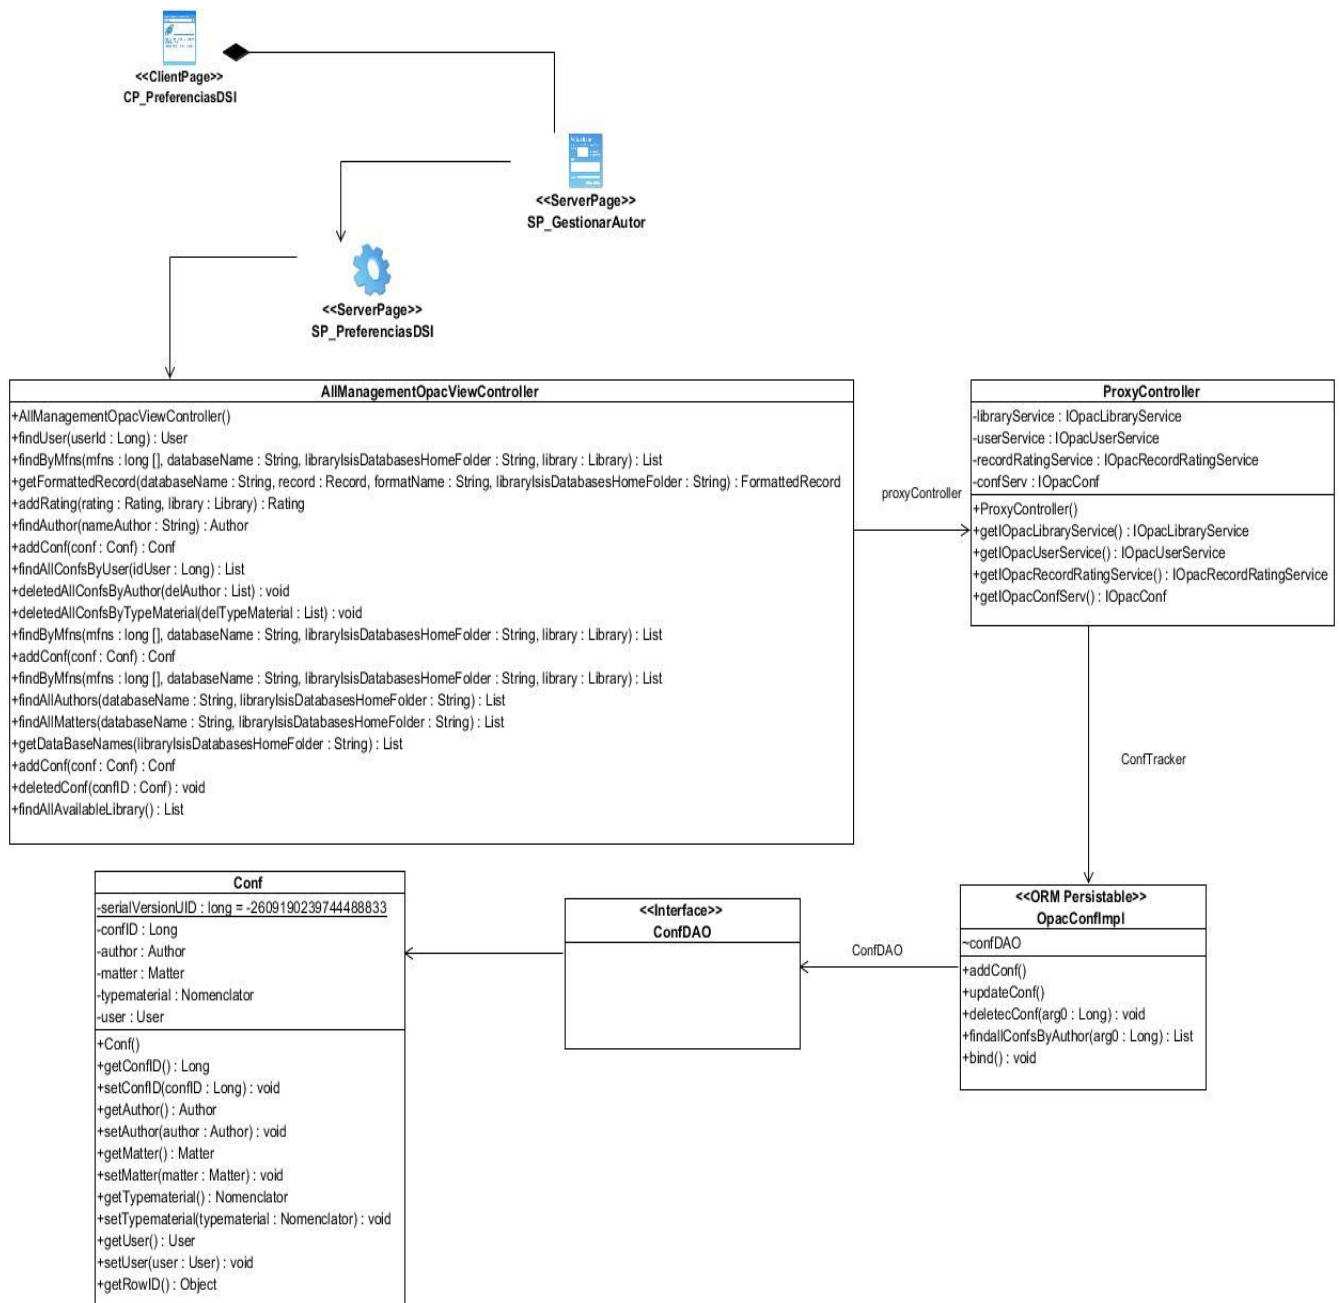 <<ClientPage>>
CP_PreferenciasDSI
<<ServerPage>>
SP_GestionarAutor
<<ServerPage>>
SP_PreferenciasDSI
AllManagementOpacViewController
+AllManagementOpacViewController()
+findUser(userId : Long) : User
+findByMfns(mfns : long [], databaseName : String, libraryIsisDatabasesHomeFolder : String, library : Library) : List
+getFormattedRecord(databaseName : String, record : Record, formatName : String, libraryIsisDatabasesHomeFolder : String) : FormattedRecord
+addRating(rating : Rating, library : Library) : Rating
+findAuthor(nameAuthor : String) : Author
+addConf(conf : Conf) : Conf
+findAllConfsByUser(idUser : Long) : List
+deletedAllConfsByAuthor(delAuthor : List) : void
+deletedAllConfsByTypeMaterial(delTypeMaterial : List) : void
+findByMfns(mfns : long [], databaseName : String, libraryIsisDatabasesHomeFolder : String, library : Library) : List
+addConf(conf : Conf) : Conf
+findByMfns(mfns : long [], databaseName : String, libraryIsisDatabasesHomeFolder : String, library : Library) : List
+findAllAuthors(databaseName : String, libraryIsisDatabasesHomeFolder : String) : List
+findAllMatters(databaseName : String, libraryIsisDatabasesHomeFolder : String) : List
+getDataBaseNames(libraryIsisDatabasesHomeFolder : String) : List
+addConf(conf : Conf) : Conf
+deletedConf(confID : Conf) : void
+findAllAvailableLibrary() : List
proxyController
ProxyController
-libraryService : IOpacLibraryService
-userService : IOpacUserService
-recordRatingService : IOpacRecordRatingService
-confServ : IOpacConf
+ProxyController()
+getIOpacLibraryService() : IOpacLibraryService
+getIOpacUserService() : IOpacUserService
+getIOpacRecordRatingService() : IOpacRecordRatingService
+getIOpacConfServ() : IOpacConf
ConfTracker
<<ORM Persistable>>
OpacConfImpl
~confDAO
+addConf()
+updateConf()
+deletecConf(arg0 : Long) : void
+findallConfsByAuthor(arg0 : Long) : List
+bind() : void
ConfDAO
<<Interface>>
ConfDAO
Conf
-serialVersionUID : long = -2609190239744488833
-confID : Long
-author : Author
-matter : Matter
-typematerial : Nomenclator
-user : User
+Conf()
+getConfID() : Long
+setConfID(confID : Long) : void
+getAuthor() : Author
+setAuthor(author : Author) : void
+getMatter() : Matter
+setMatter(matter : Matter) : void
+getTypematerial() : Nomenclator
+setTypematerial(typematerial : Nomenclator) : void
+getUser() : User
+setUser(user : User) : void
+getRowID() : Object